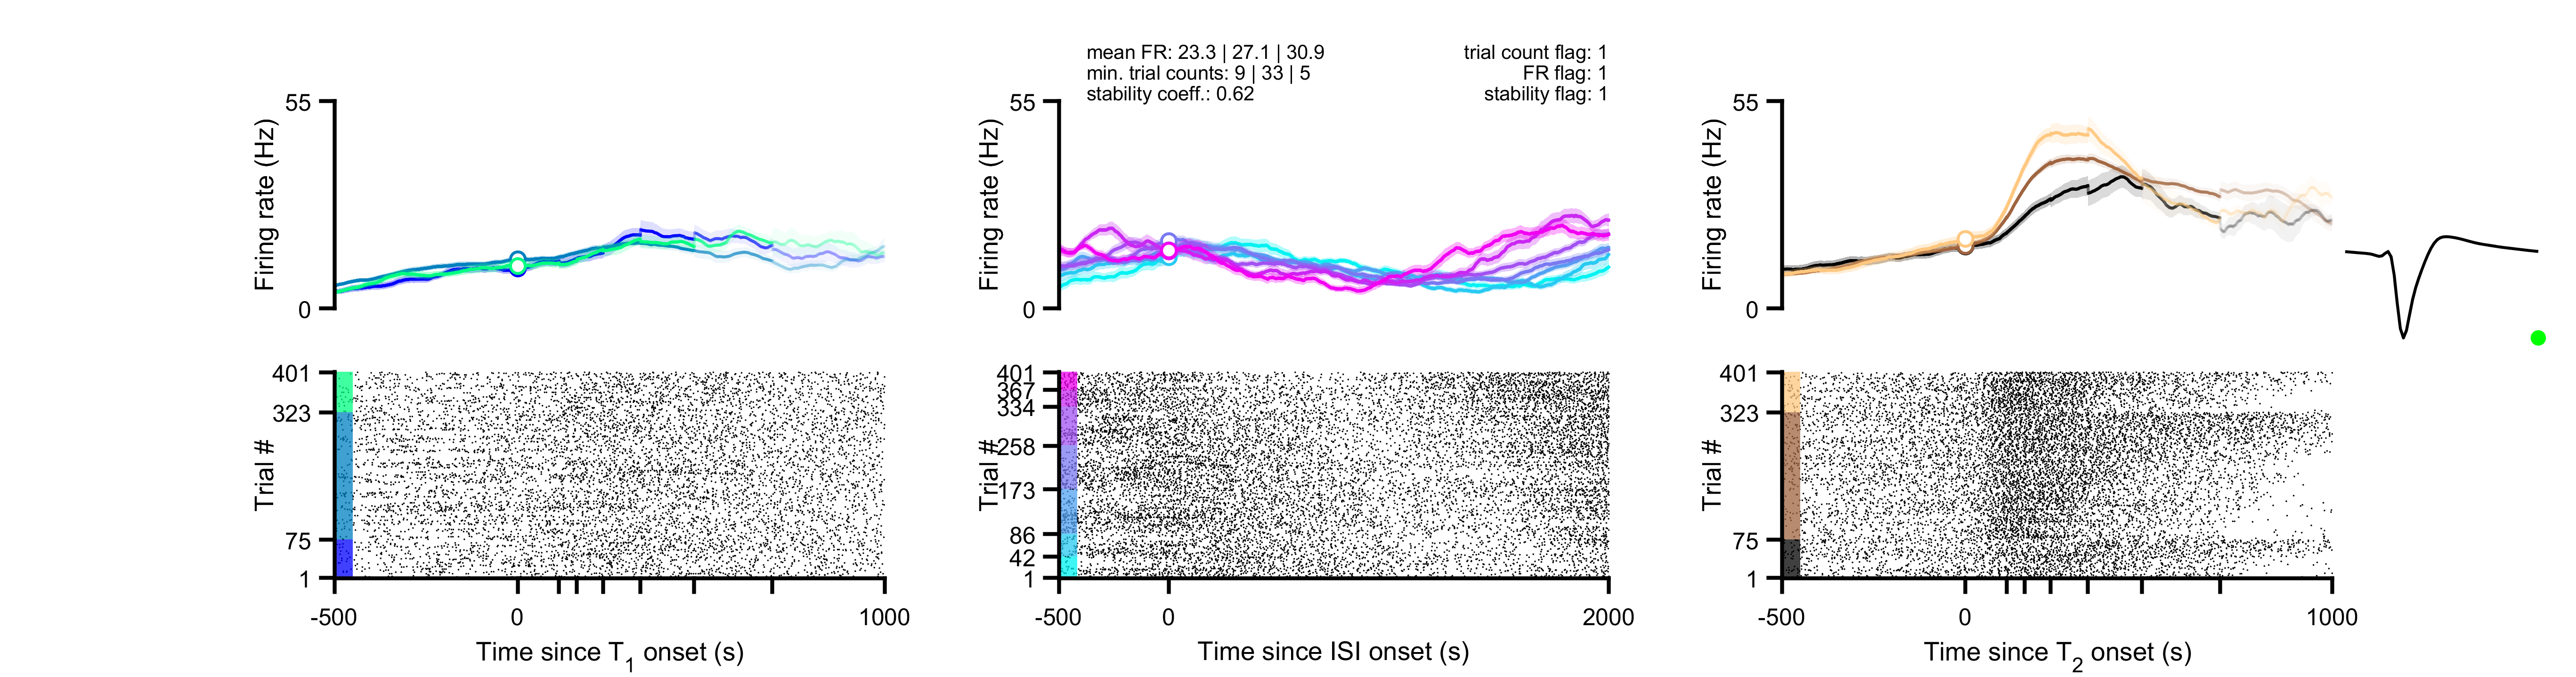 mean FR: 23.3 | 27.1 | 30.9
min. trial counts: 9 | 33 | 5
stability coeff.: 0.62
trial count flag: 1
FR flag: 1
stability flag: 1
55
Firing rate (Hz)
0
55
Firing rate (Hz)
0
55
Firing rate (Hz)
0
401
323
Trial #
75
1
-500
0
1000
Time since T1 onset (s)
401
367
334
258
Trial #
173
86
42
1
-500
0
2000
Time since ISI onset (s)
401
323
Trial #
75
1
-500
0
1000
Time since T2 onset (s)